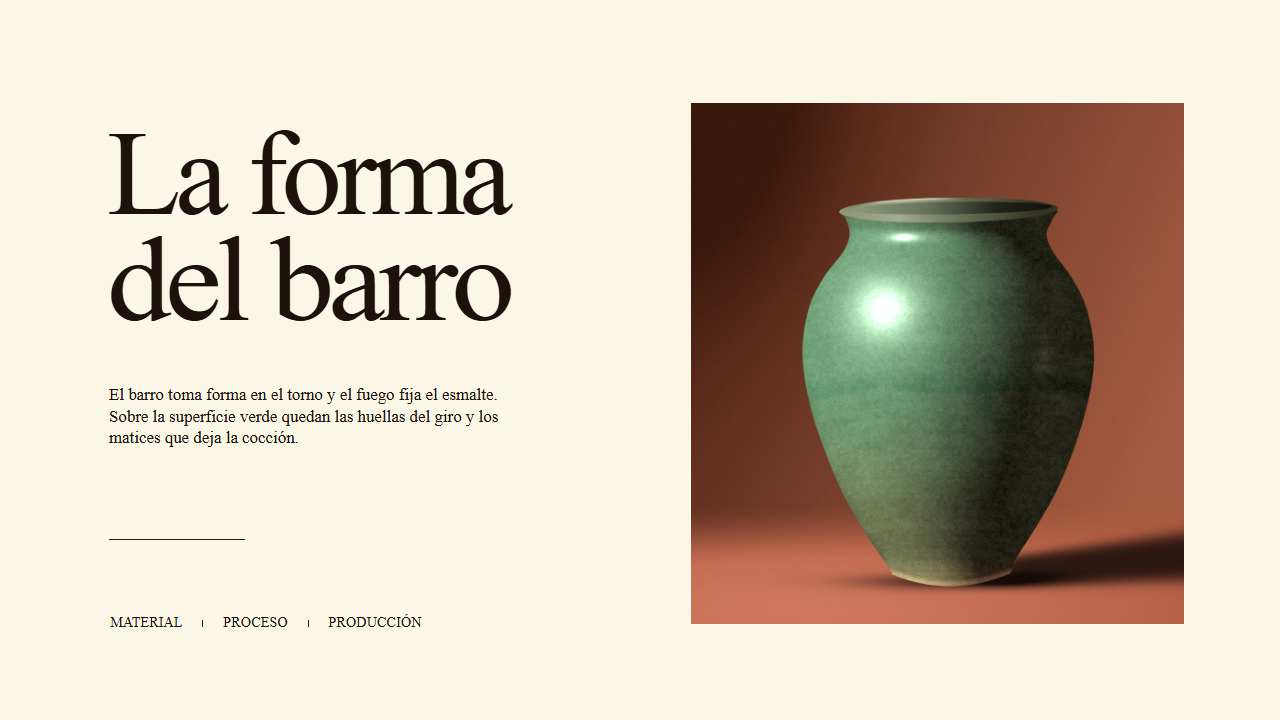 La forma
del barro
El barro toma forma en el torno y el fuego fija el esmalte.
Sobre la superficie verde quedan las huellas del giro y los
matices que deja la cocción.
MATERIAL PROCESO PRODUCCIÓN